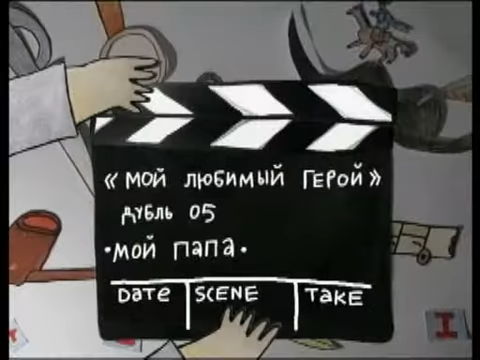 «МОЙ ЛЮБИМЫЙ ГЕРОЙ»
ДУБЛЬ 05
•МОЙ ПАПА•
DATE SCENE TAKE